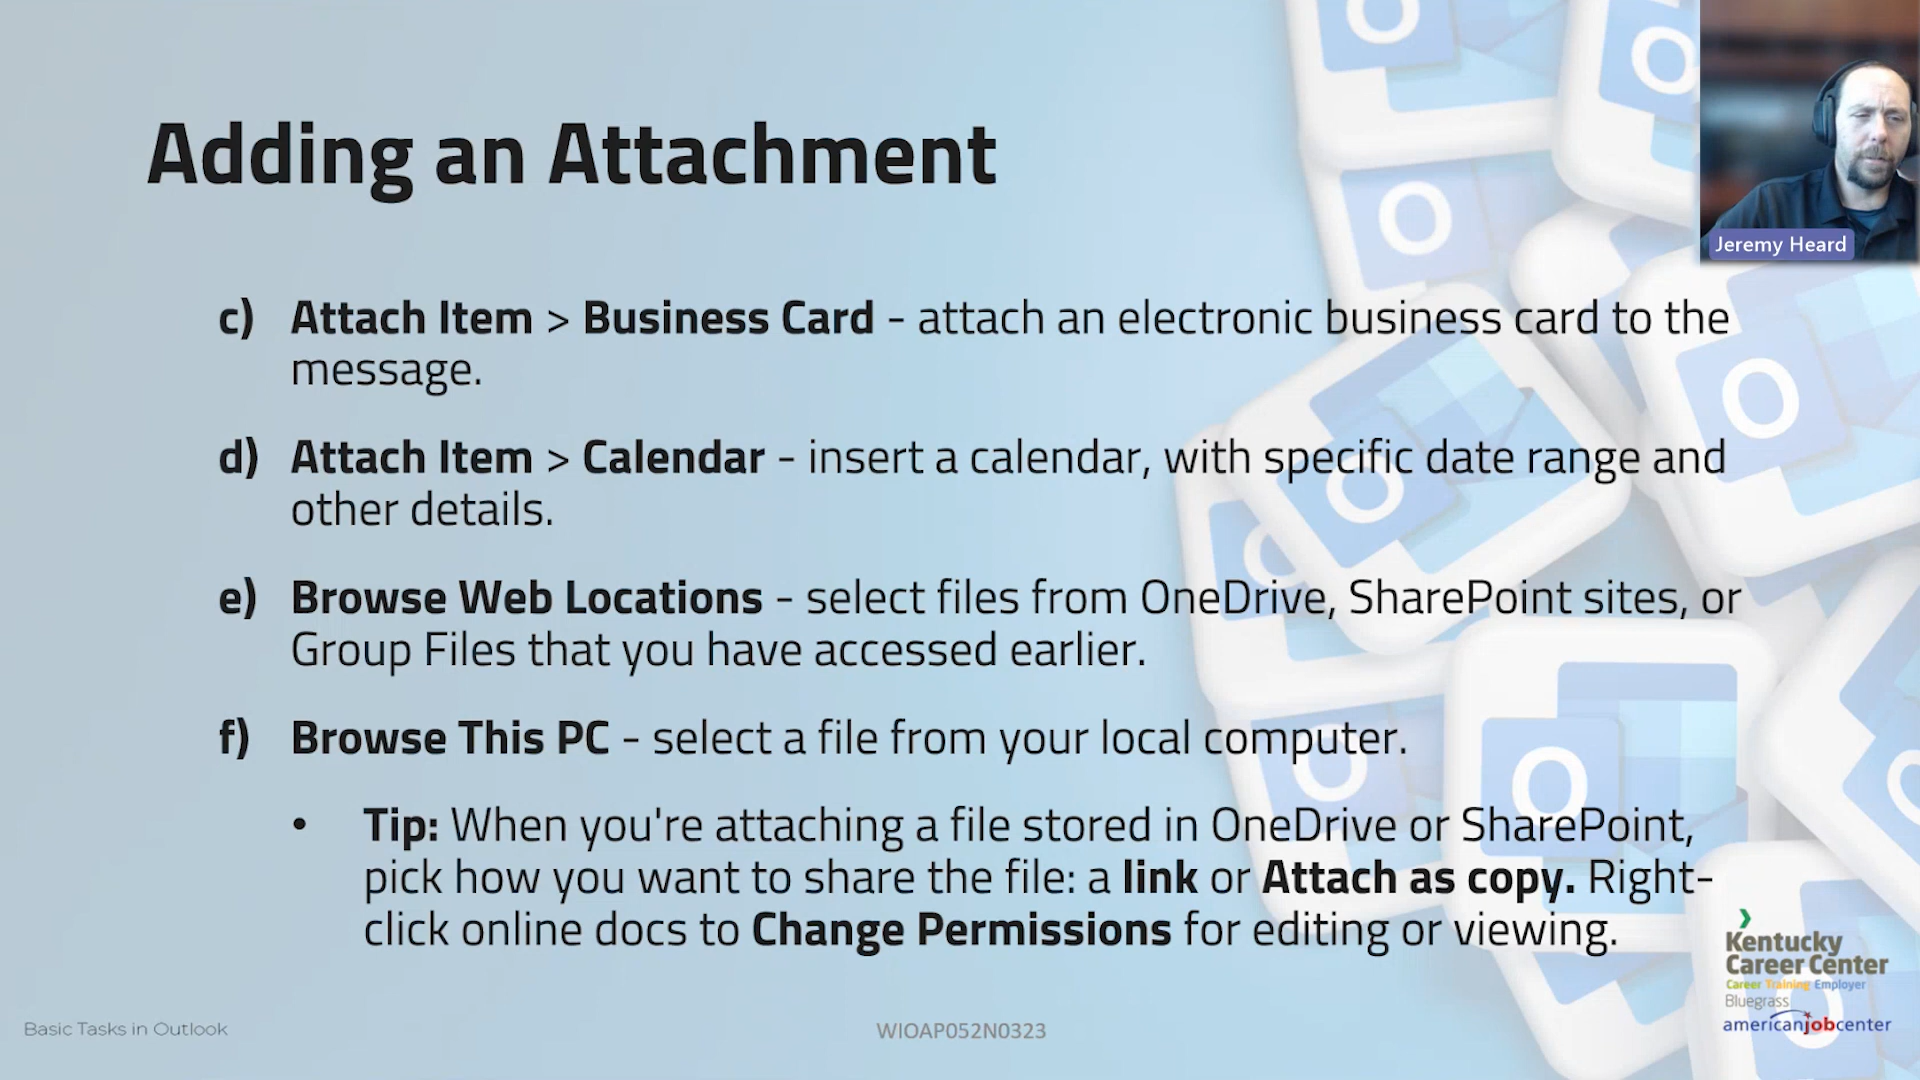 Adding an Attachment
Jeremy Heard
c) Attach Item > Business Card - attach an electronic business card to the
message.
d) Attach Item > Calendar - insert a calendar, with specific date range and
other details.
e) Browse Web Locations - select files from OneDrive, SharePoint sites, or
Group Files that you have accessed earlier.
f) Browse This PC - select a file from your local computer.
• Tip: When you're attaching a file stored in OneDrive or SharePoint,
pick how you want to share the file: a link or Attach as copy. Right-
click online docs to Change Permissions for editing or viewing.
Kentucky
Career Center
Career Training Employer
Bluegrass
americanjobcenter
Basic Tasks in Outlook
WIOAP052N0323